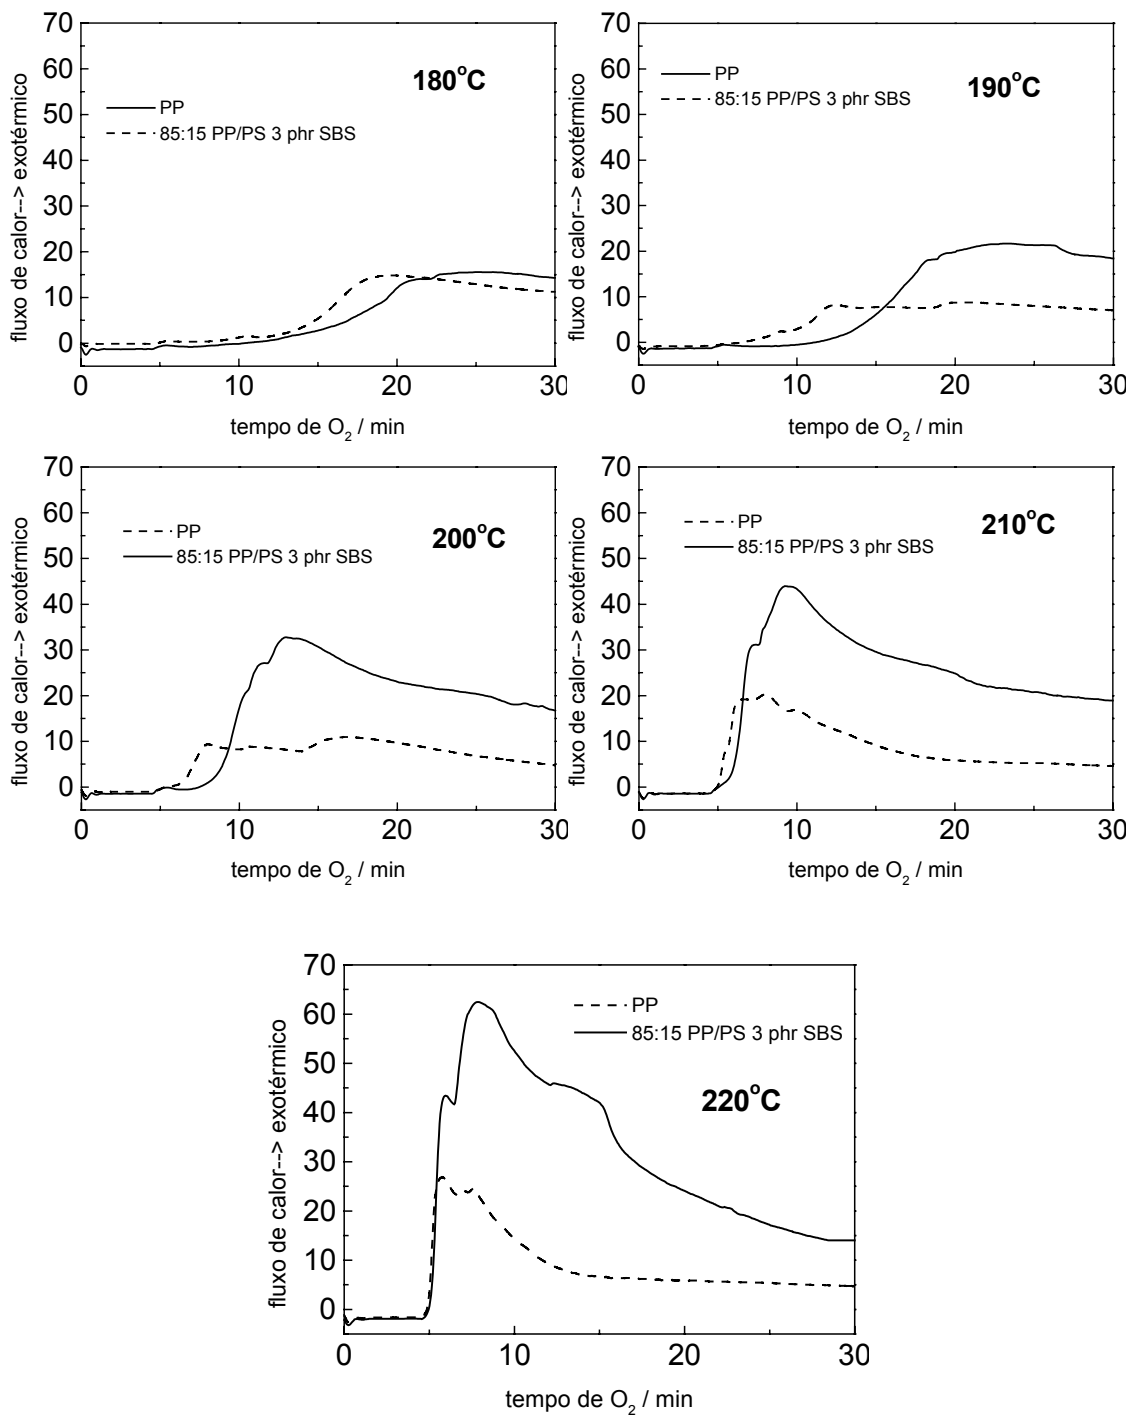 70
60
50
40
30
20
10
0
fluxo de calor--> exotérmico
180°C
PP
85:15 PP/PS 3 phr SBS
0 10 20 30
tempo de O2 / min
70
60
50
40
30
20
10
0
fluxo de calor--> exotérmico
190°C
PP
85:15 PP/PS 3 phr SBS
0 10 20 30
tempo de O2 / min
70
60
50
40
30
20
10
0
fluxo de calor--> exotérmico
200°C
PP
85:15 PP/PS 3 phr SBS
0 10 20 30
tempo de O2 / min
70
60
50
40
30
20
10
0
fluxo de calor--> exotérmico
210°C
PP
85:15 PP/PS 3 phr SBS
0 10 20 30
tempo de O2 / min
70
60
50
40
30
20
10
0
fluxo de calor--> exotérmico
PP
85:15 PP/PS 3 phr SBS
220°C
0 10 20 30
tempo de O2 / min